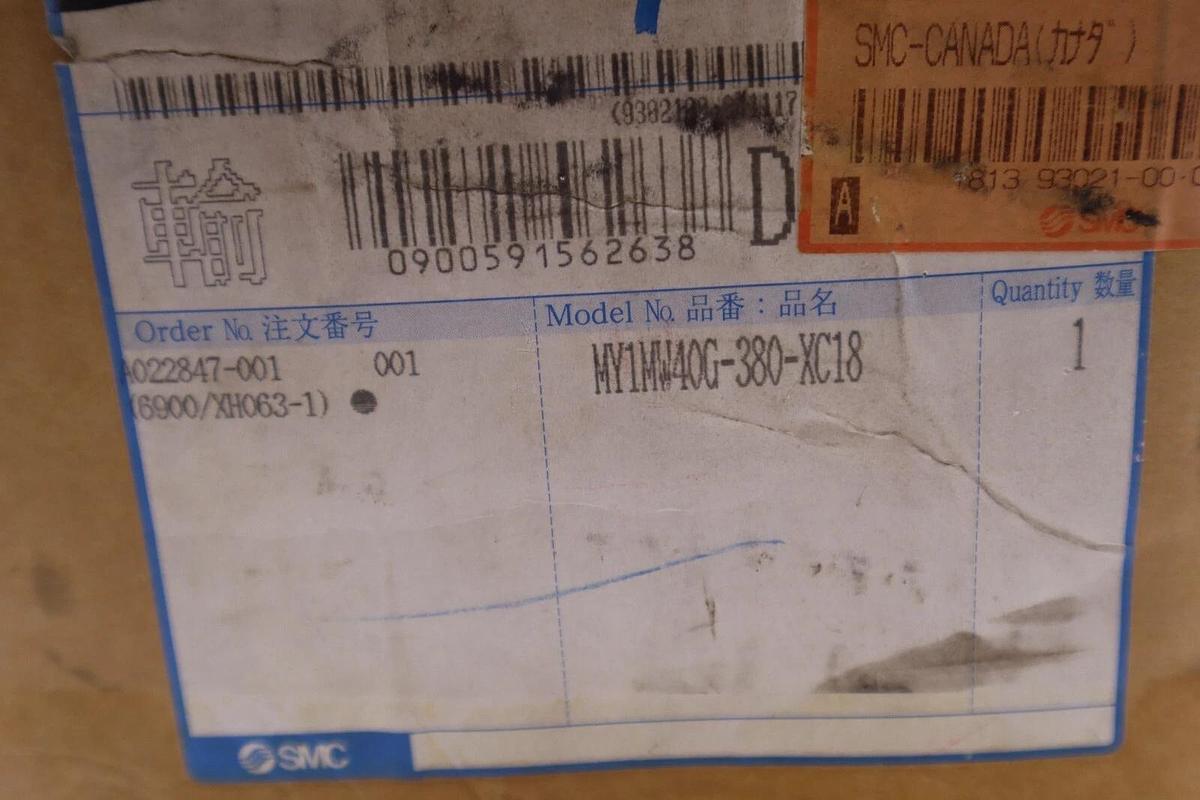 SMC-CANADA(カナダ)
A
SMC
輸
0900591562638
D
Order No. 注文番号
Model No. 品番：品名
Quantity 数量
A022847-001 001
MY1MW40G-380-XC18
1
(6900/XH063-1)
SMC